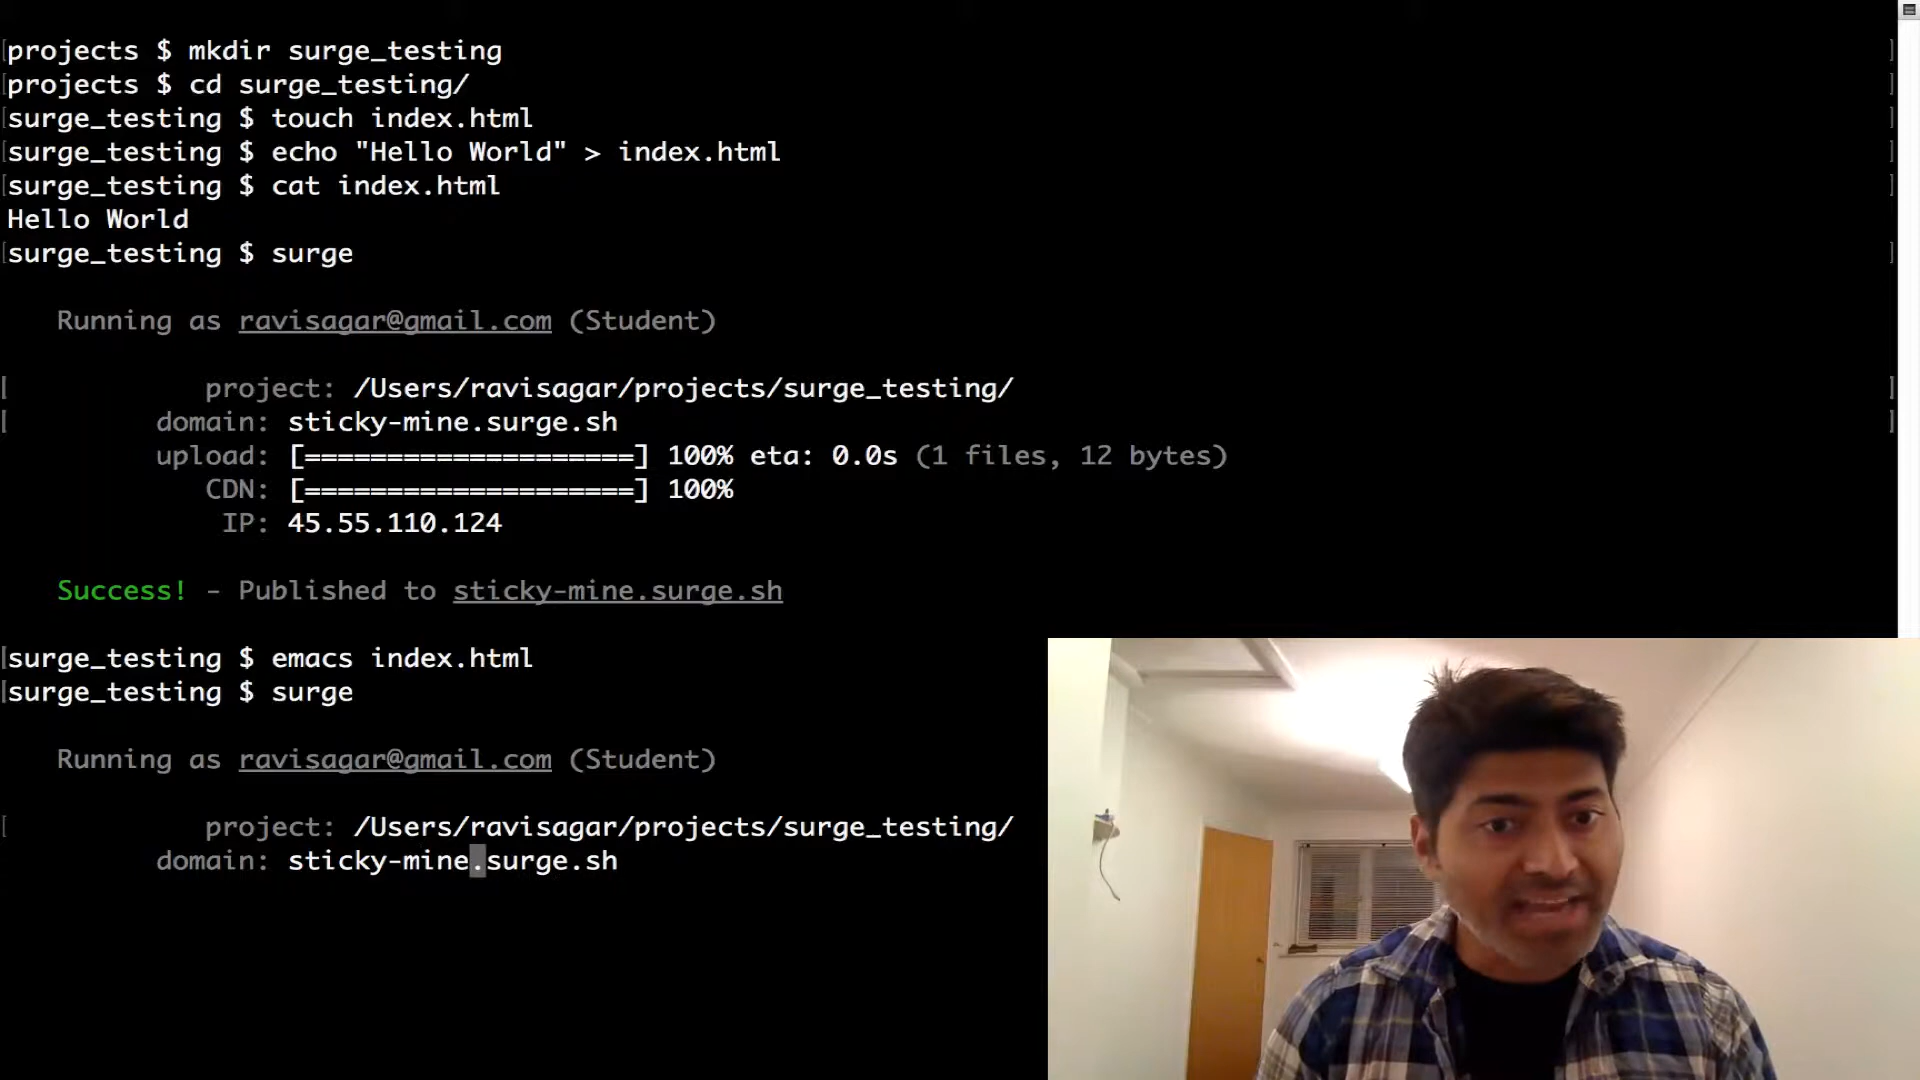 projects $ mkdir surge_testing
projects $ cd surge_testing/
surge_testing $ touch index.html
surge_testing $ echo "Hello World" > index.html
surge_testing $ cat index.html
Hello World
surge_testing $ surge
Running as ravisagar@gmail.com (Student)
project: /Users/ravisagar/projects/surge_testing/
domain: sticky-mine.surge.sh
upload: [====================] 100% eta: 0.0s (1 files, 12 bytes)
CDN: [====================] 100%
IP: 45.55.110.124
Success! - Published to sticky-mine.surge.sh
surge_testing $ emacs index.html
surge_testing $ surge
Running as ravisagar@gmail.com (Student)
project: /Users/ravisagar/projects/surge_testing/
domain: sticky-mine.surge.sh